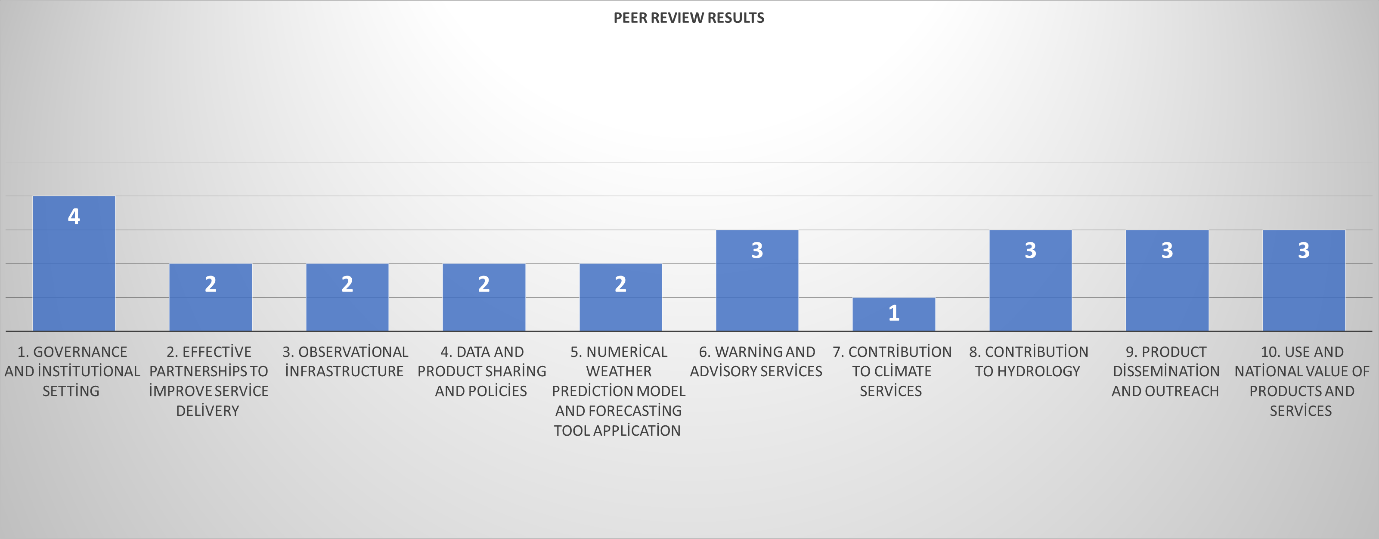 PEER REVIEW RESULTS
4
2
2
2
2
3
1
3
3
3
1. GOVERNANCE
AND İNSTİTUTİONAL
SETTİNG
2. EFFECTİVE
PARTNERSHİPS TO
İMPROVE SERVICE
DELİVERY
3. OBSERVATİONAL
İNFRASTRUCTURE
4. DATA AND
PRODUCT SHARİNG
AND POLİCİES
5. NUMERİCAL
WEATHER
PREDİCTİON MODEL
AND FORECASTİNG
TOOL APPLİCATİON
6. WARNİNG AND
ADVİSORY SERVİCES
7. CONTRİBUTİON
TO CLİMATE
SERVİCES
8. CONTRİBUTİON
TO HYDROLOGY
9. PRODUCT
DİSSEMİNATİON
AND OUTREACH
10. USE AND
NATİONAL VALUE OF
PRODUCTS AND
SERVİCES